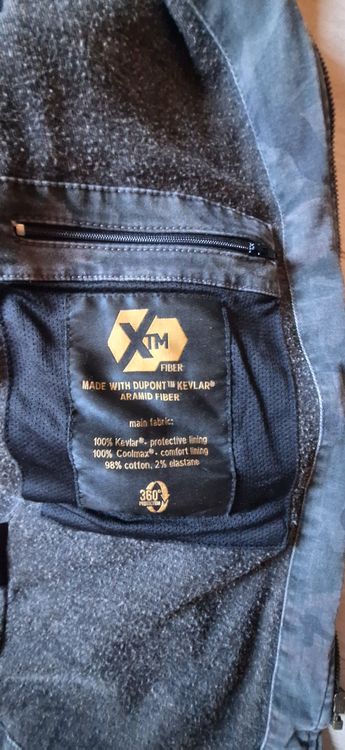 XTM
FIBER
MADE WITH DUPONT™ KEVLAR®
ARAMID FIBER
main fabric:
100% Kevlar® - protective lining
100% Coolmax® - comfort lining
98% cotton, 2% elastane
360°
PROTECTION